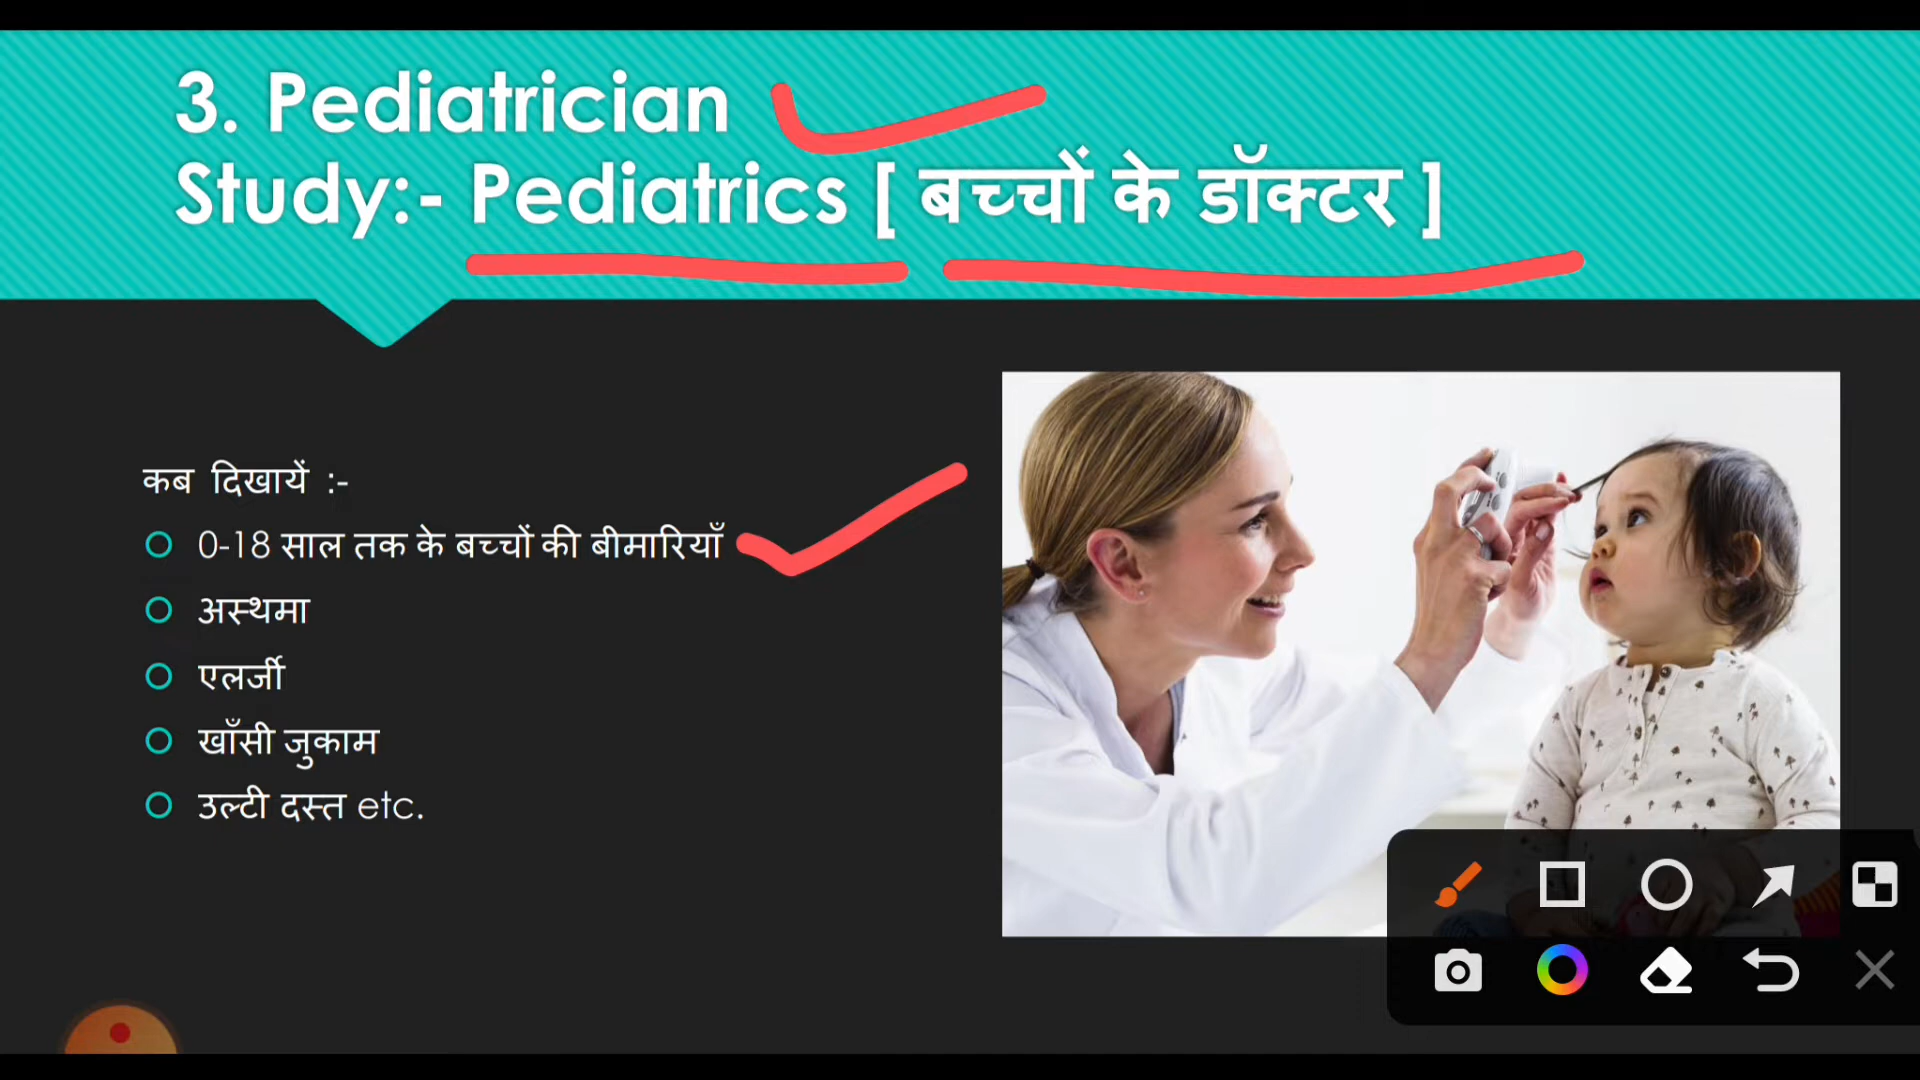 3. Pediatrician
Study:- Pediatrics [ बच्चों के डॉक्टर ]
कब दिखायें :-
0-18 साल तक के बच्चों की बीमारियाँ
अस्थमा
एलर्जी
खाँसी जुकाम
उल्टी दस्त etc.